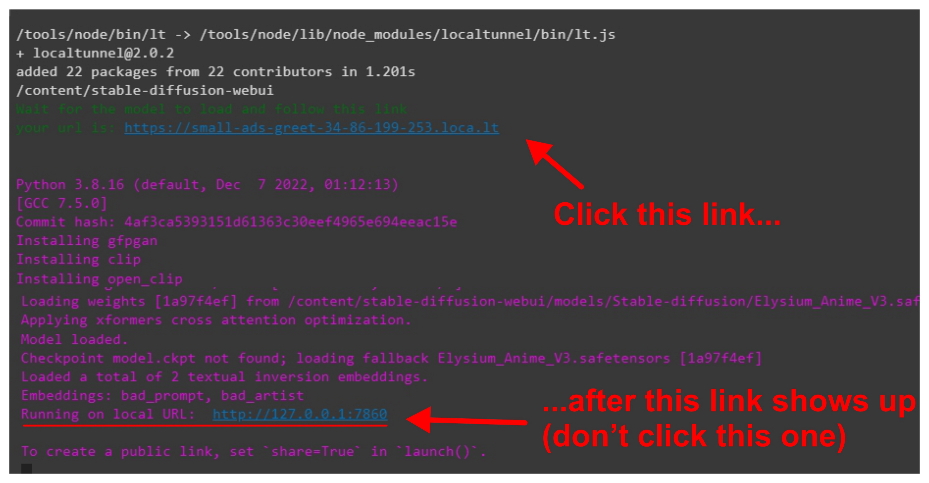 /tools/node/bin/lt -> /tools/node/lib/node_modules/localtunnel/bin/lt.js
+ localtunnel@2.0.2
added 22 packages from 22 contributors in 1.201s
/content/stable-diffusion-webui
Wait for the model to load and follow this link
your url is: https://small-ads-greet-34-86-199-253.loca.lt
Python 3.8.16 (default, Dec  7 2022, 01:12:13)
[GCC 7.5.0]
Click this link...
Commit hash: 4af3ca5393151d61363c30eef4965e694eeac15e
Installing gfpgan
Installing clip
Installing open_clip
Loading weights [1a97f4ef] from /content/stable-diffusion-webui/models/Stable-diffusion/Elysium_Anime_V3.saf
Applying xformers cross attention optimization.
Model loaded.
Checkpoint model.ckpt not found; loading fallback Elysium_Anime_V3.safetensors [1a97f4ef]
Loaded a total of 2 textual inversion embeddings.
Embeddings: bad_prompt, bad_artist
Running on local URL:  http://127.0.0.1:7860
...after this link shows up
(don't click this one)
To create a public link, set `share=True` in `launch()`.